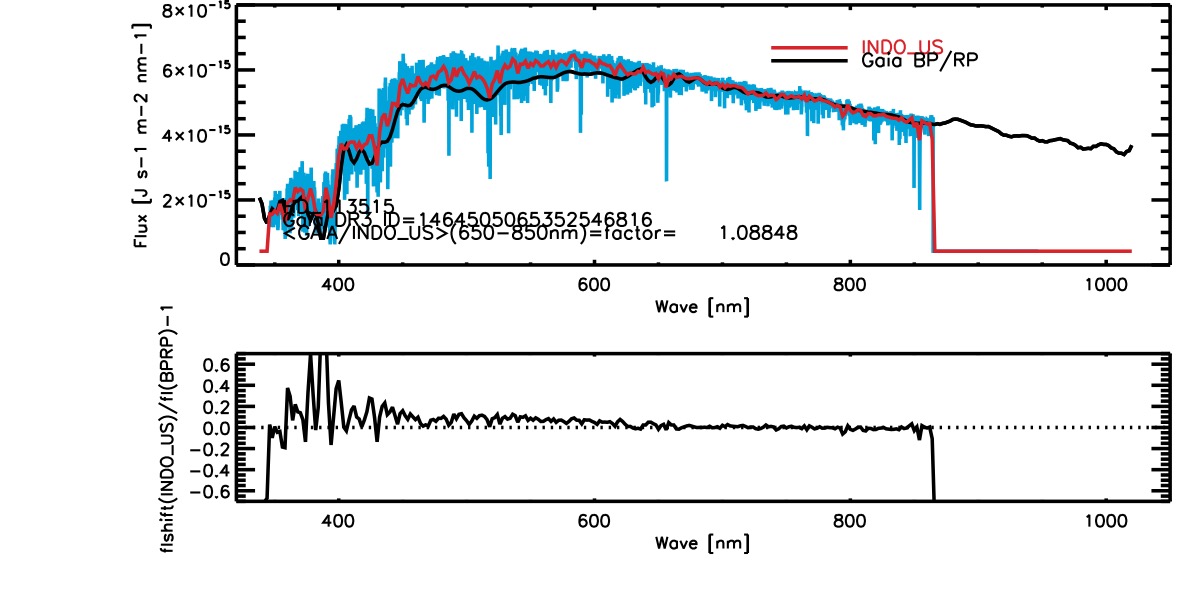 8×10−15
6×10−15
4×10−15
2×10−15
0
Flux [J s−1 m−2 nm−1]
INDO_US
Gaia BP/RP
HD_113515
Gaia DR3 ID=1464505065352546816
<GAIA/INDO_US>(650−850nm)=factor= 1.08848
400 600 800 1000
Wave [nm]
flshift(INDO_US)/fl(BPRP)−1
0.6
0.4
0.2
0.0
−0.2
−0.4
−0.6
400 600 800 1000
Wave [nm]